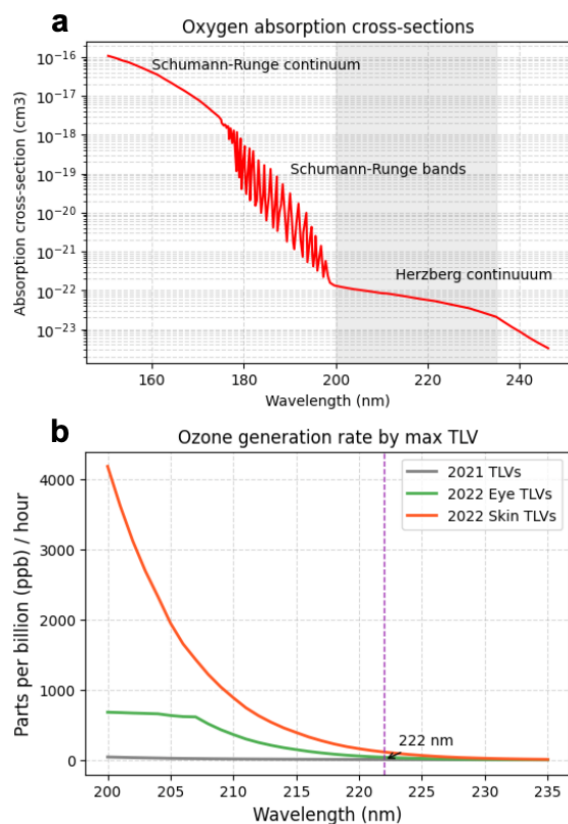 a
Oxygen absorption cross-sections
Absorption cross-section (cm3)
10⁻¹⁶
10⁻¹⁷
10⁻¹⁸
10⁻¹⁹
10⁻²⁰
10⁻²¹
10⁻²²
10⁻²³
Schumann-Runge continuum
Schumann-Runge bands
Herzberg continuuum
160 180 200 220 240
Wavelength (nm)
b
Ozone generation rate by max TLV
Parts per billion (ppb) / hour
4000
3000
2000
1000
0
2021 TLVs
2022 Eye TLVs
2022 Skin TLVs
222 nm
200 205 210 215 220 225 230 235
Wavelength (nm)